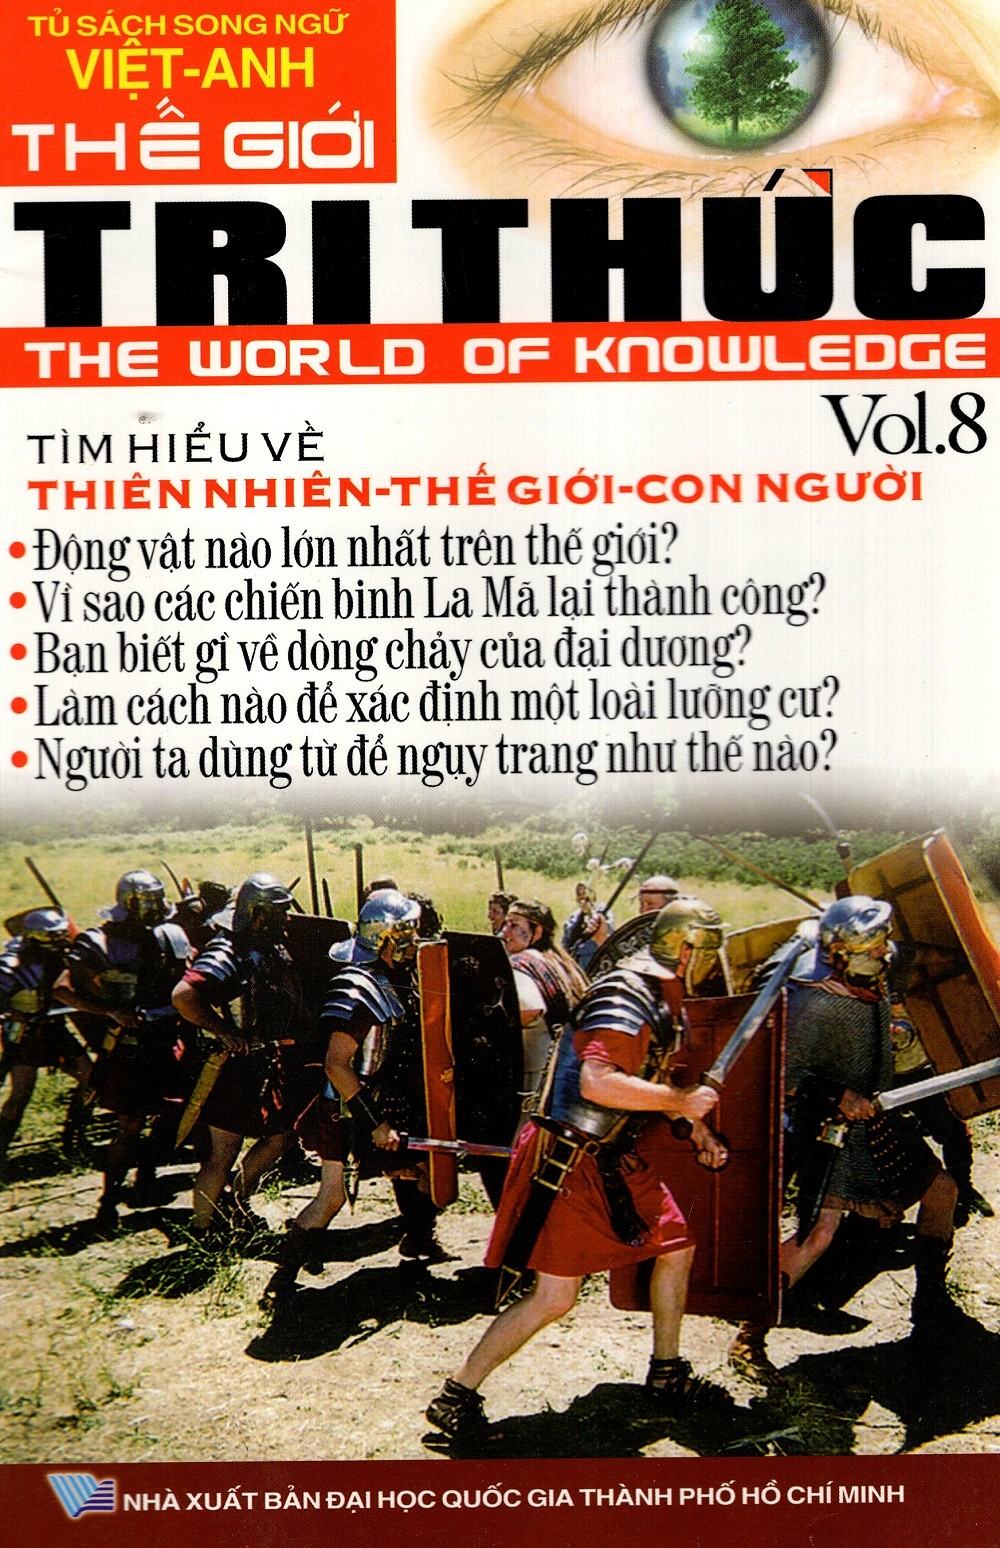 TỦ SÁCH SONG NGỮ
VIỆT-ANH
THẾ GIỚI
TRI THỨC
THE WORLD OF KNOWLEDGE
Vol.8
TÌM HIỂU VỀ
THIÊN NHIÊN-THẾ GIỚI-CON NGƯỜI
• Động vật nào lớn nhất trên thế giới?
• Vì sao các chiến binh La Mã lại thành công?
• Bạn biết gì về dòng chảy của đại dương?
• Làm cách nào để xác định một loài lưỡng cư?
• Người ta dùng từ để ngụy trang như thế nào?
NHÀ XUẤT BẢN ĐẠI HỌC QUỐC GIA THÀNH PHỐ HỒ CHÍ MINH